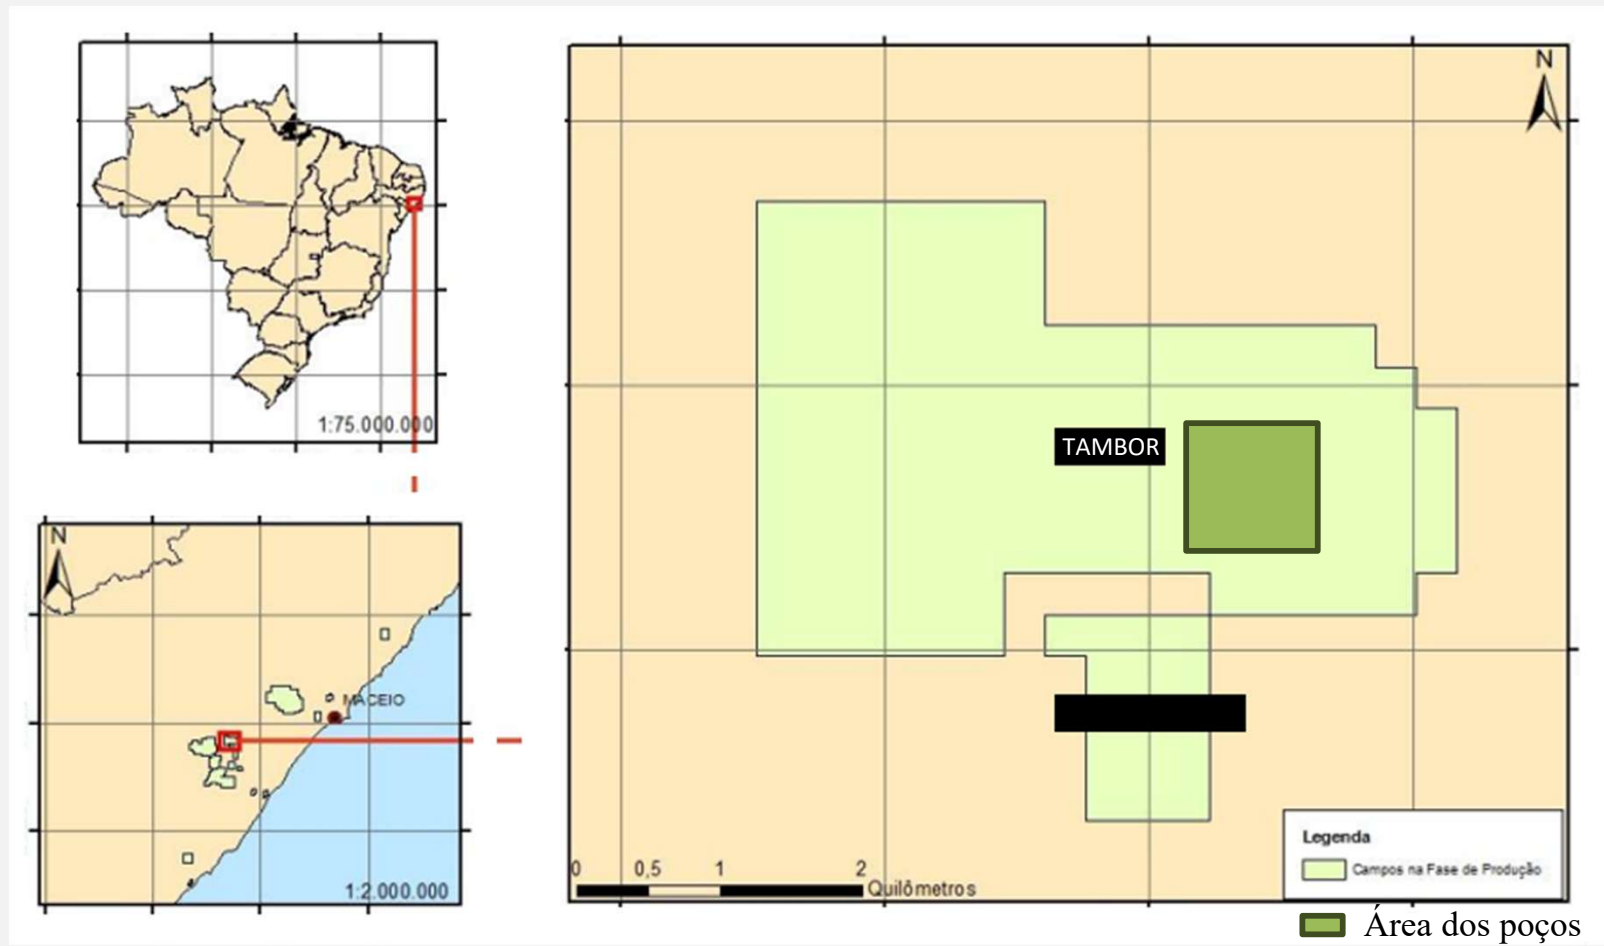 1:75.000.000
N
MACEIO
1:2.000.000
N
TAMBOR
0 0,5 1 2
Quilômetros
Legenda
Campos na Fase de Produção
Área dos poços